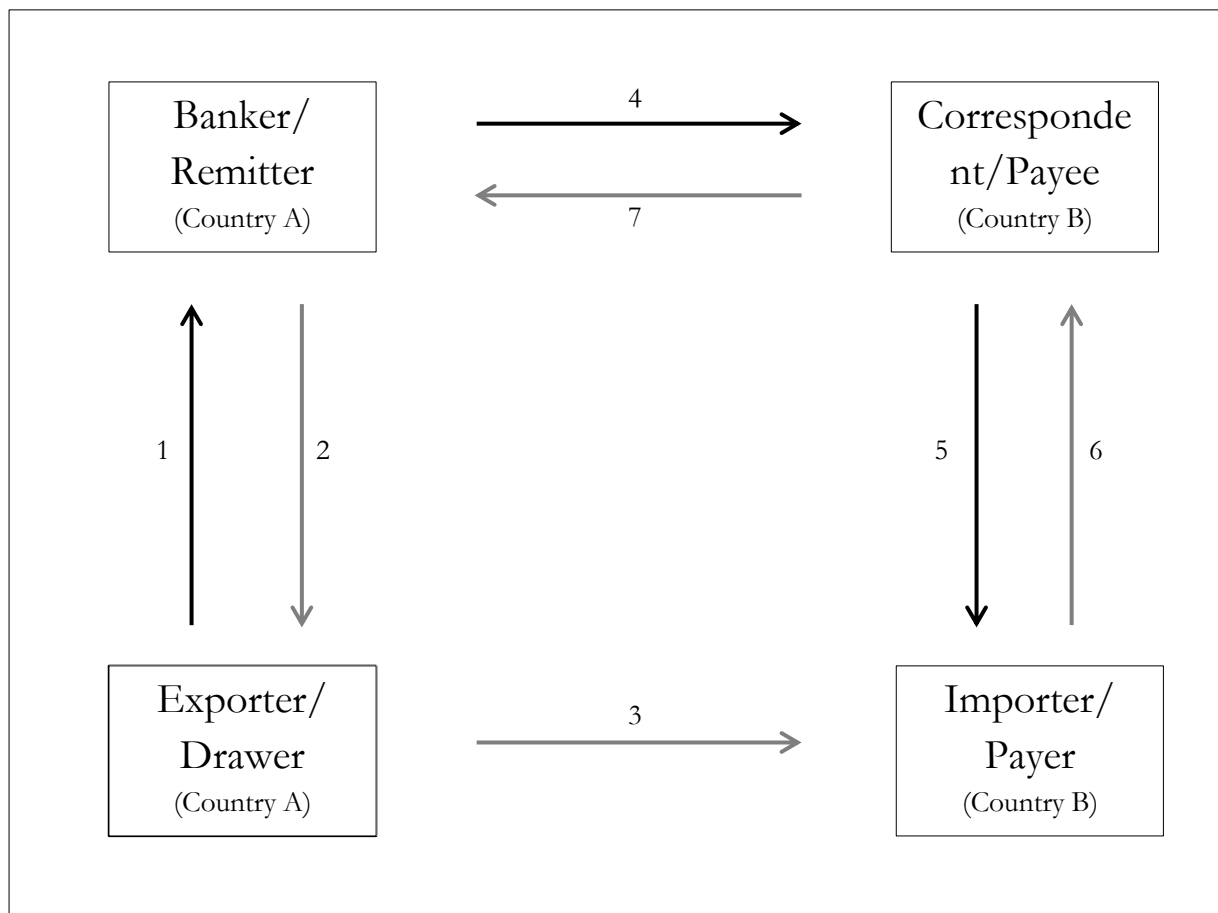 Banker/
Remitter
(Country A)
4
7
Corresponde
nt/Payee
(Country B)
1
2
5
6
Exporter/
Drawer
(Country A)
3
Importer/
Payer
(Country B)